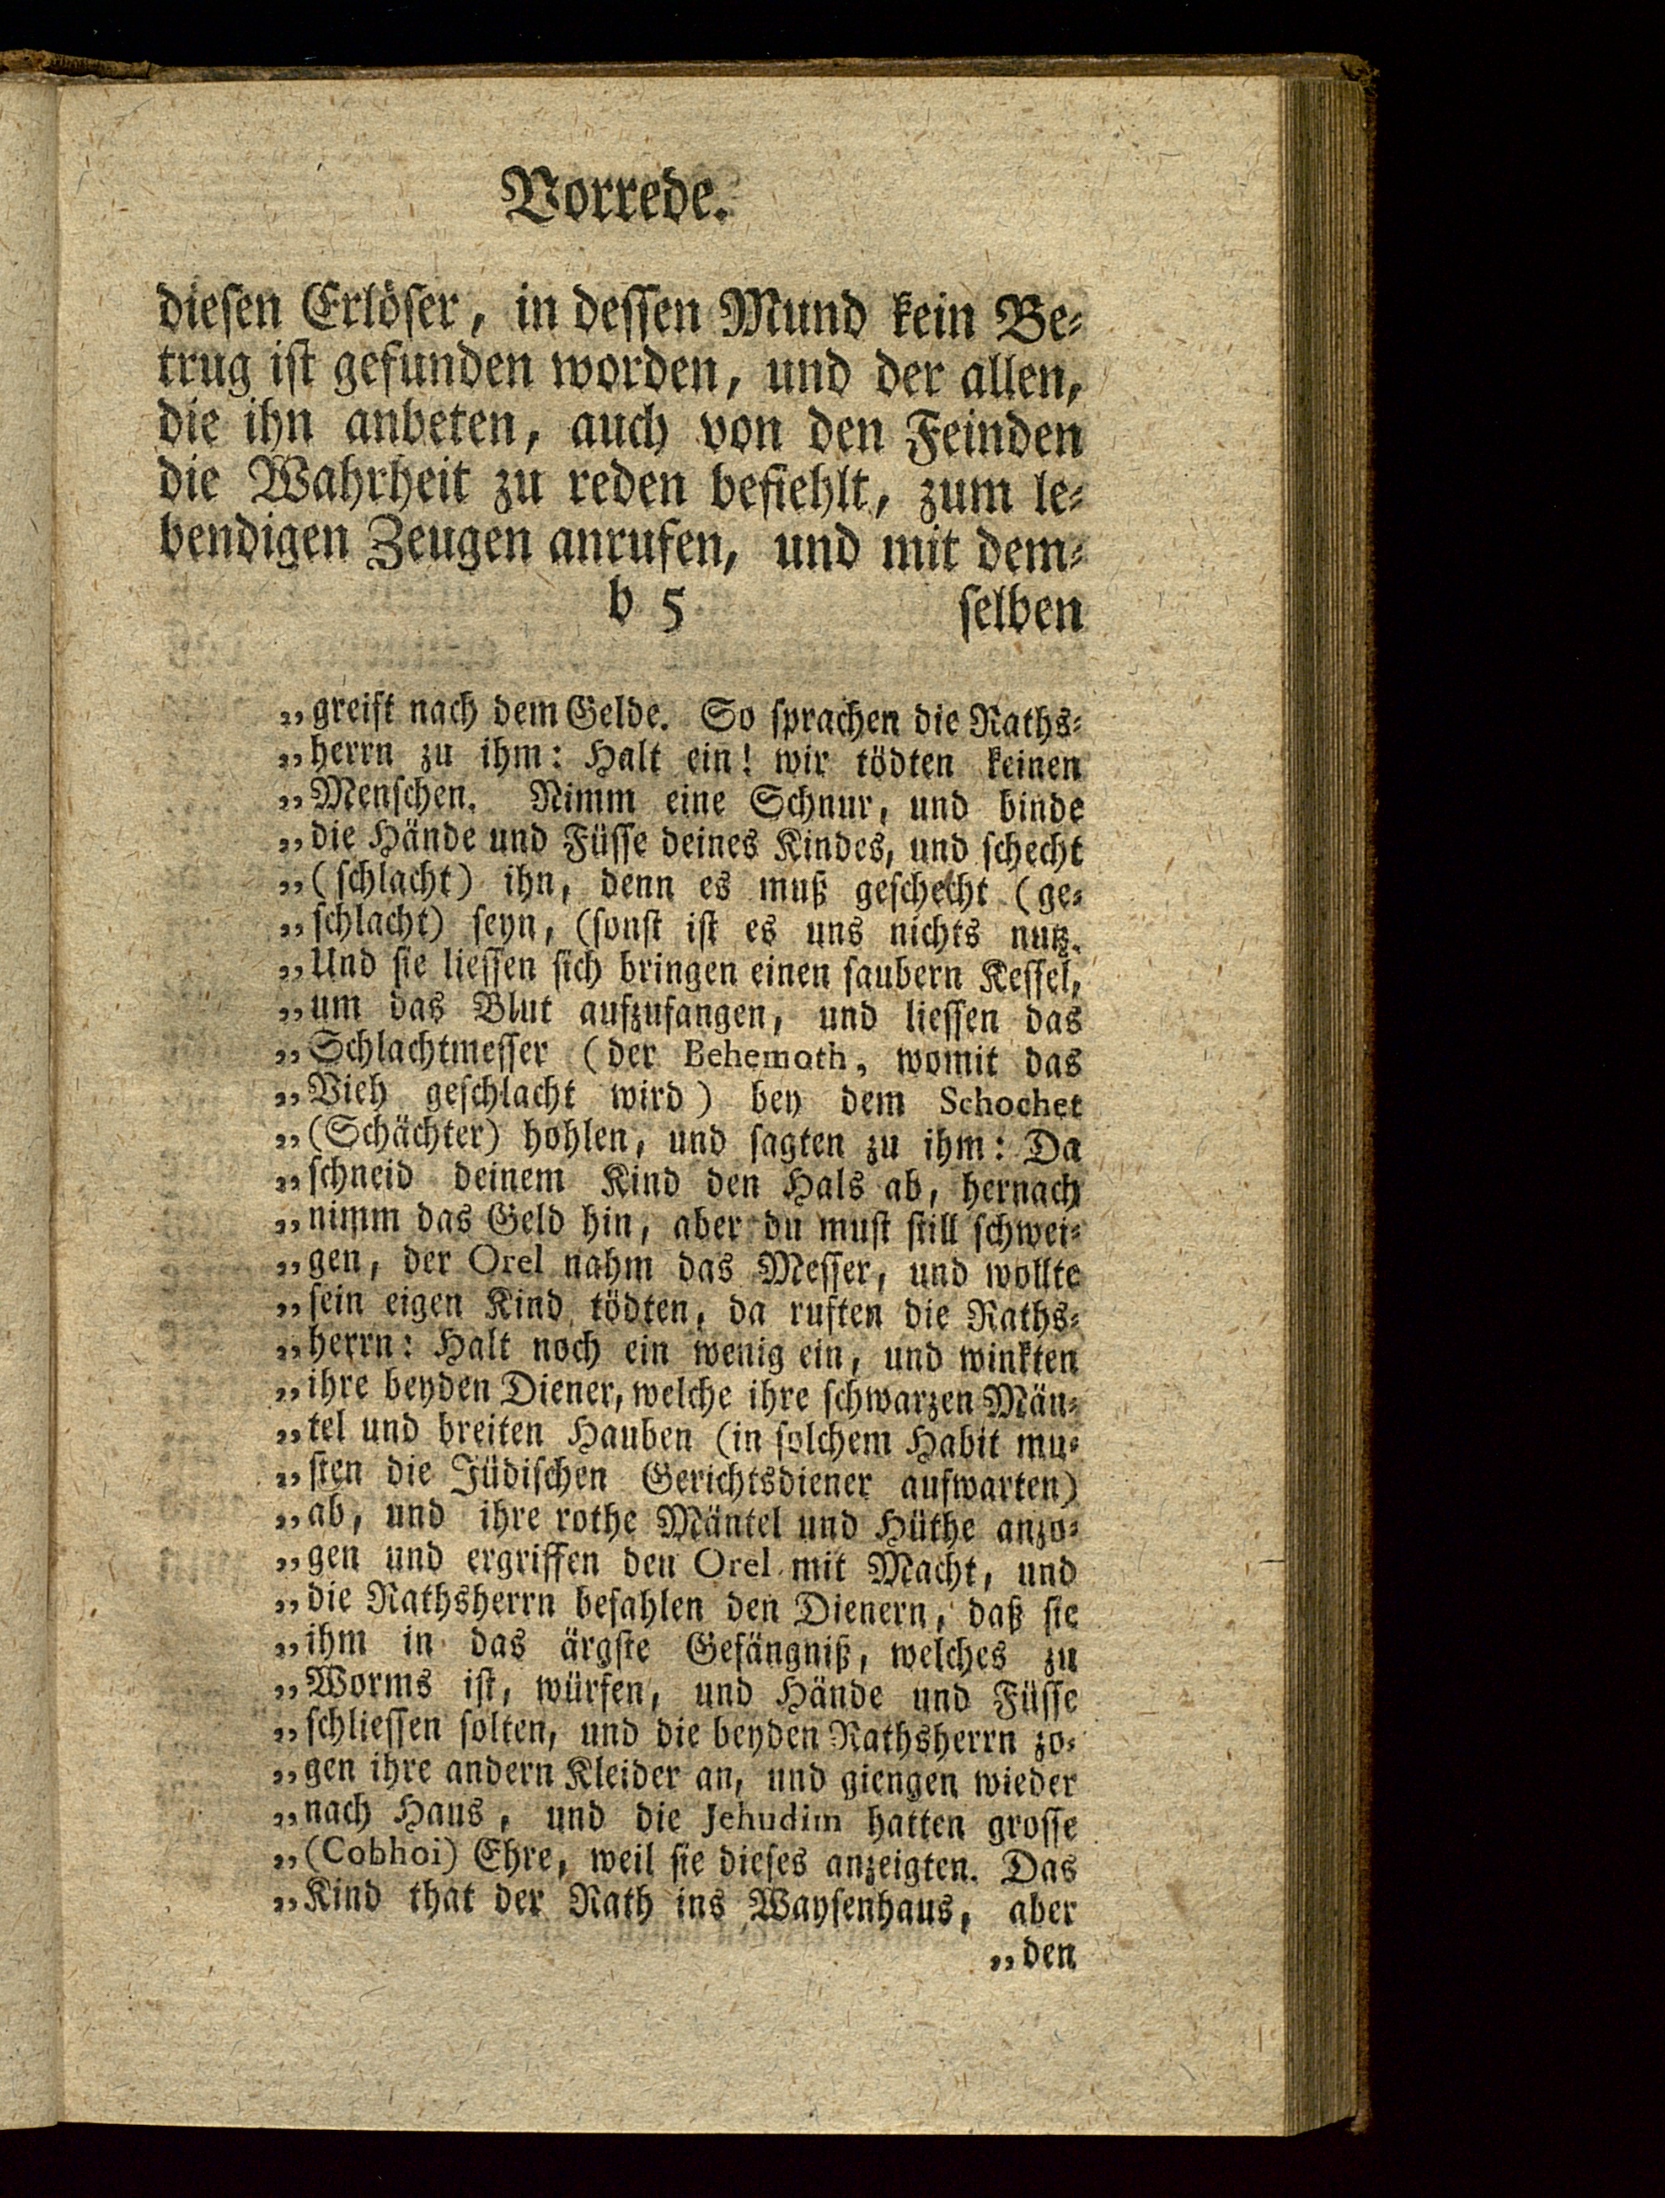 Vorrede.
diesen Erlöser, in dessen Mund kein Be-
trug ist gefunden worden, und der allen,
die ihn anbeten, auch von den Feinden
die Wahrheit zu reden befiehlt, zum le-
bendigen Zeugen anrufen, und mit dem-
b 5 selben
„greift nach dem Gelde. So sprachen die Raths-
„herrn zu ihm: Halt ein! wir tödten keinen
„Menschen. Nimm eine Schnur, und binde
„die Hände und Füsse deines Kindes, und schecht
„(schlacht) ihn, denn es muß geschecht (ge-
„schlacht) seyn, (sonst ist es uns nichts nutz.
„Und sie liessen sich bringen einen saubern Kessel,
„um das Blut aufzufangen, und liessen das
„Schlachtmesser (der Behemoth, womit das
„Vieh geschlacht wird) bey dem Schochet
„(Schächter) hohlen, und sagten zu ihm: Da
„schneid deinem Kind den Hals ab, hernach
„nimm das Geld hin, aber du must still schwei-
„gen, der Orel nahm das Messer, und wollte
„sein eigen Kind tödten, da ruften die Raths-
„herrn: Halt noch ein wenig ein, und winkten
„ihre beyden Diener, welche ihre schwarzen Män-
„tel und breiten Hauben (in solchem Habit mu-
„sten die Jüdischen Gerichtsdiener aufwarten)
„ab, und ihre rothe Mäntel und Hüthe anzo-
„gen und ergriffen den Orel mit Macht, und
„die Rathsherrn befahlen den Dienern, daß sie
„ihm in das ärgste Gefängniß, welches zu
„Worms ist, würfen, und Hände und Füsse
„schliessen solten, und die beyden Rathsherrn zo-
„gen ihre andern Kleider an, und giengen wieder
„nach Haus, und die Jehudim hatten grosse
„(Cobhoi) Ehre, weil sie dieses anzeigten. Das
„Kind that der Rath ins Waysenhaus, aber
„den